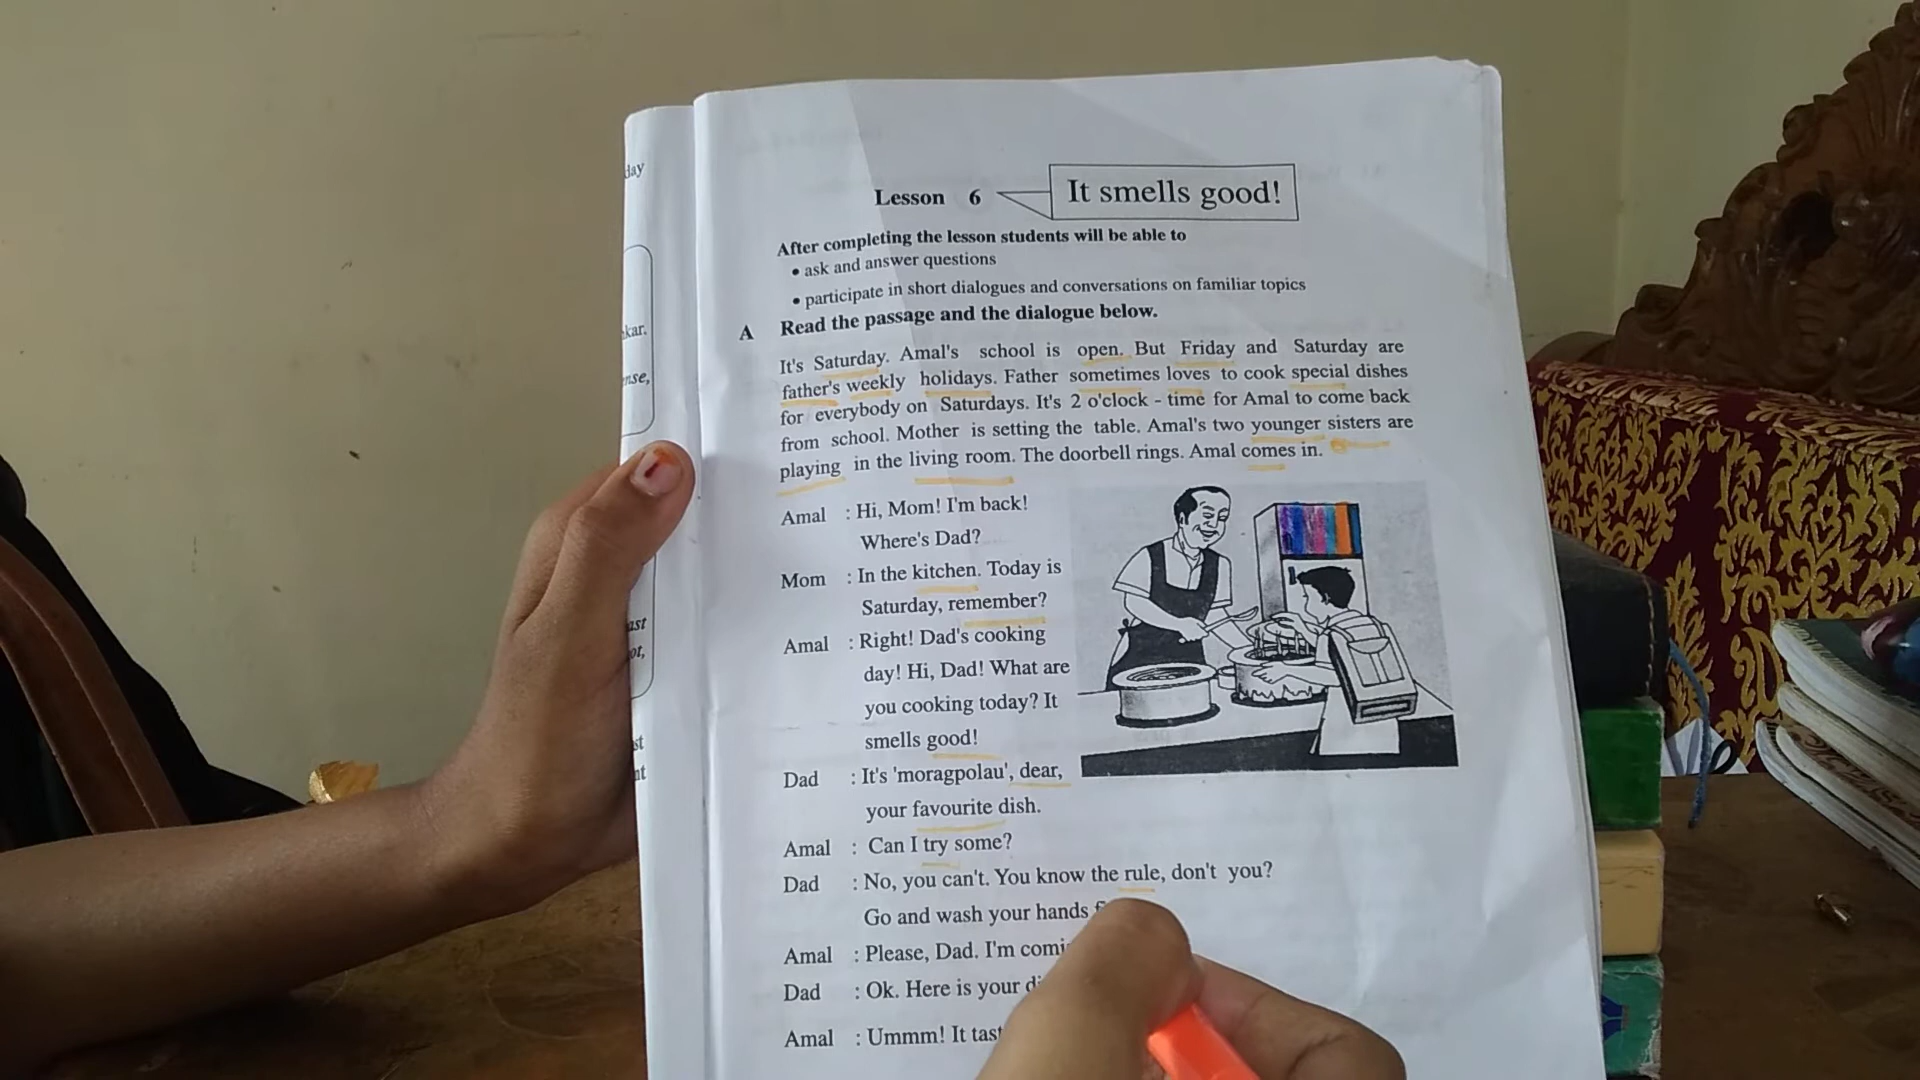 day
kar.
nse,
ast
ot,
st
nt
Lesson 6 It smells good!
After completing the lesson students will be able to
• ask and answer questions
• participate in short dialogues and conversations on familiar topics
A Read the passage and the dialogue below.
It's Saturday. Amal's school is open. But Friday and Saturday are
father's weekly holidays. Father sometimes loves to cook special dishes
for everybody on Saturdays. It's 2 o'clock - time for Amal to come back
from school. Mother is setting the table. Amal's two younger sisters are
playing in the living room. The doorbell rings. Amal comes in.
Amal : Hi, Mom! I'm back!
Where's Dad?
Mom : In the kitchen. Today is
Saturday, remember?
Amal : Right! Dad's cooking
day! Hi, Dad! What are
you cooking today? It
smells good!
Dad : It's 'moragpolau', dear,
your favourite dish.
Amal : Can I try some?
Dad : No, you can't. You know the rule, don't you?
Go and wash your hands
Amal : Please, Dad. I'm
Dad : Ok. Here is your
Amal : Ummm! It